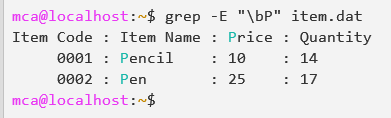 mca@localhost:~$ grep -E "\bP" item.dat
Item Code : Item Name : Price : Quantity
     0001 : Pencil    : 10    : 14
     0002 : Pen       : 25    : 17
mca@localhost:~$